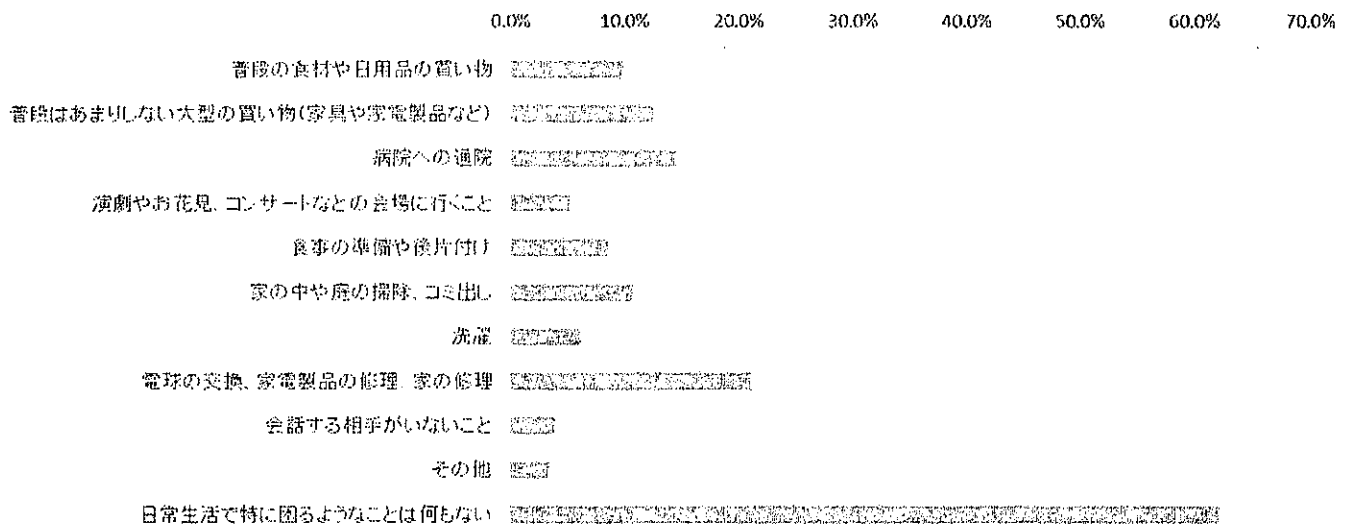 0.0% 10.0% 20.0% 30.0% 40.0% 50.0% 60.0% 70.0%
普段の食材や日用品の買い物
普段はあまりしない大型の買い物(家具や家電製品など)
病院への通院
演劇やお花見、コンサートなどの会場に行くこと
食事の準備や後片付け
家の中や庭の掃除、ゴミ出し
洗濯
電球の交換、家電製品の修理、家の修理
会話する相手がいないこと
その他
日常生活で特に困るようなことは何もない